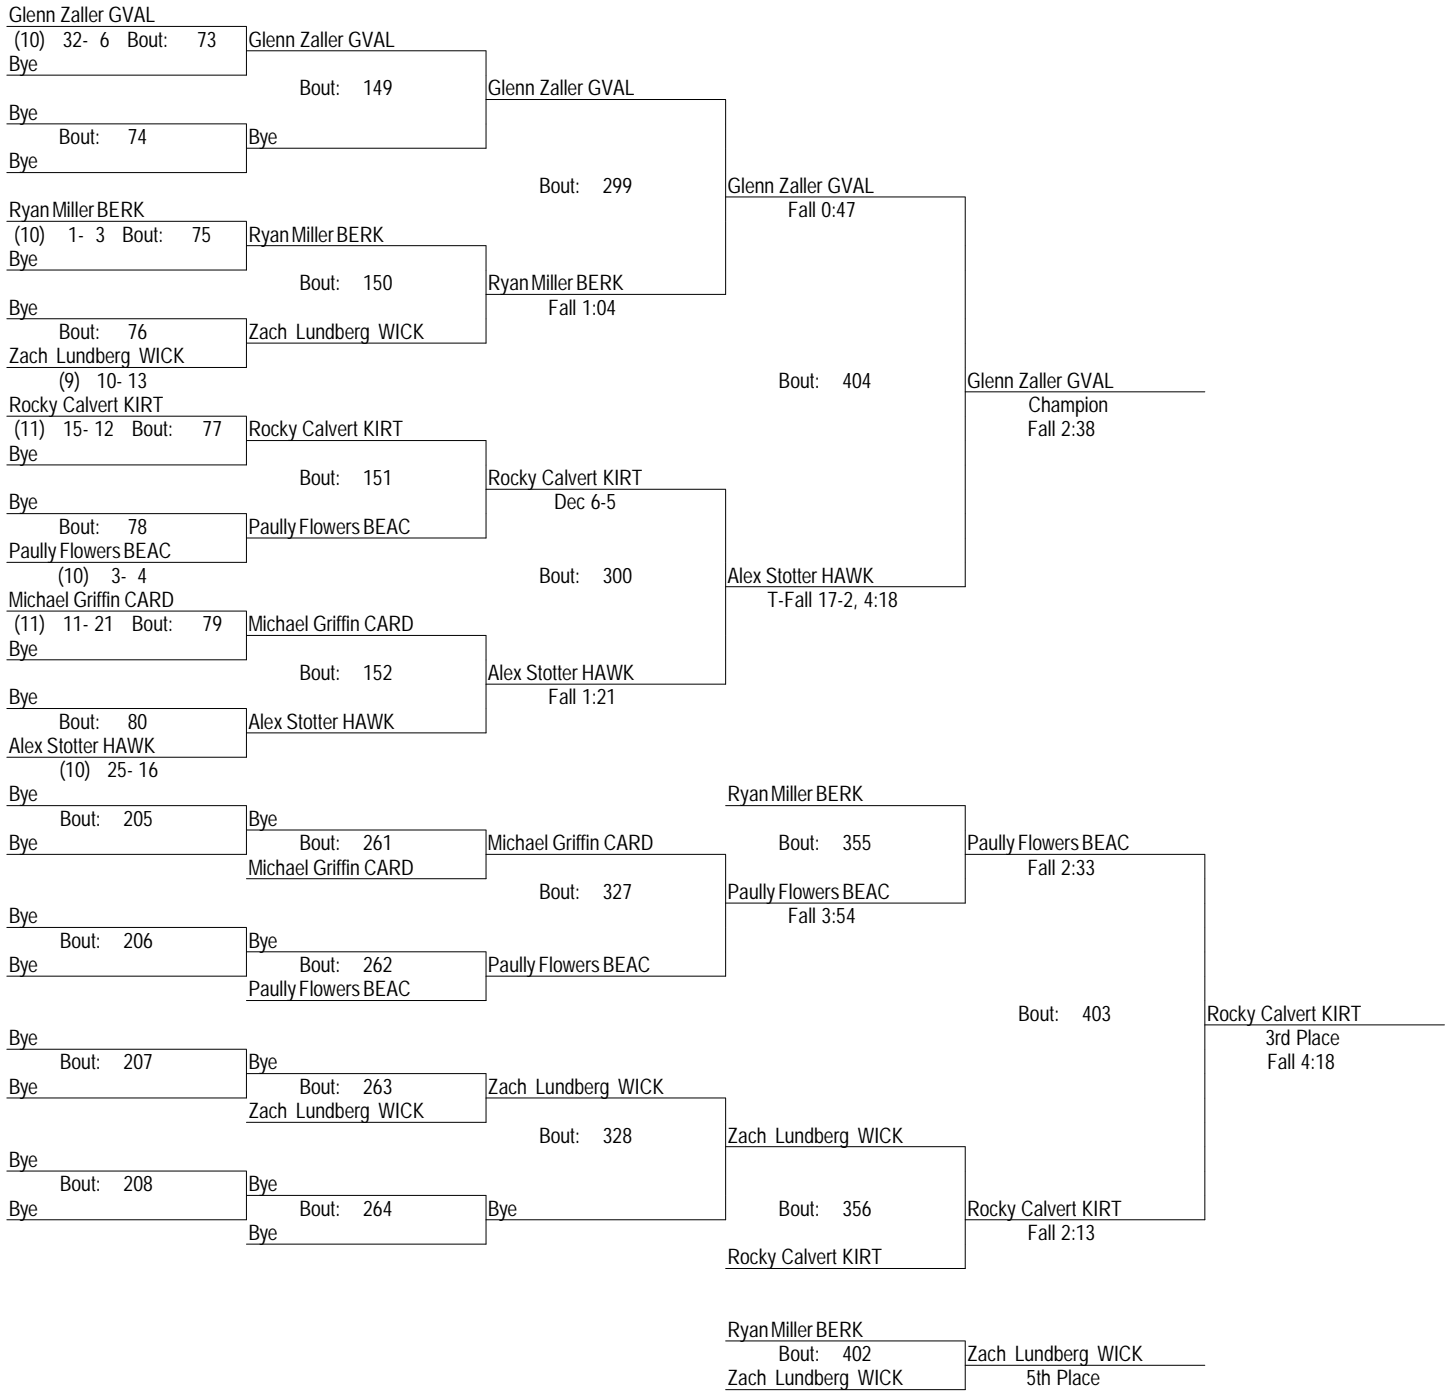 Glenn Zaller GVAL
(10) 32- 6 Bout: 73 Glenn Zaller GVAL
Bye
Bout: 149 Glenn Zaller GVAL
Bye
Bout: 74 Bye
Bye
Bout: 299 Glenn Zaller GVAL
Fall 0:47
Ryan Miller BERK
(10) 1- 3 Bout: 75 Ryan Miller BERK
Bye
Bout: 150 Ryan Miller BERK
Fall 1:04
Bye
Bout: 76 Zach Lundberg WICK
Zach Lundberg WICK
(9) 10- 13
Bout: 404 Glenn Zaller GVAL
Champion
Fall 2:38
Rocky Calvert KIRT
(11) 15- 12 Bout: 77 Rocky Calvert KIRT
Bye
Bout: 151 Rocky Calvert KIRT
Dec 6-5
Bye
Bout: 78 Paully Flowers BEAC
Paully Flowers BEAC
(10) 3- 4
Bout: 300 Alex Stotter HAWK
T-Fall 17-2, 4:18
Michael Griffin CARD
(11) 11- 21 Bout: 79 Michael Griffin CARD
Bye
Bout: 152 Alex Stotter HAWK
Fall 1:21
Bye
Bout: 80 Alex Stotter HAWK
Alex Stotter HAWK
(10) 25- 16
Bye
Ryan Miller BERK
Bout: 205 Bye
Bye
Bout: 261 Michael Griffin CARD
Bout: 355 Paully Flowers BEAC
Michael Griffin CARD
Fall 2:33
Bout: 327 Paully Flowers BEAC
Fall 3:54
Bye
Bout: 206 Bye
Bye
Bout: 262 Paully Flowers BEAC
Paully Flowers BEAC
Bout: 403 Rocky Calvert KIRT
3rd Place
Fall 4:18
Bye
Bout: 207 Bye
Bye
Bout: 263 Zach Lundberg WICK
Zach Lundberg WICK
Bout: 328 Zach Lundberg WICK
Bye
Bout: 208 Bye
Bye
Bout: 264 Bye
Bout: 356 Rocky Calvert KIRT
Bye
Fall 2:13
Rocky Calvert KIRT
Ryan Miller BERK
Bout: 402 Zach Lundberg WICK
Zach Lundberg WICK
5th Place